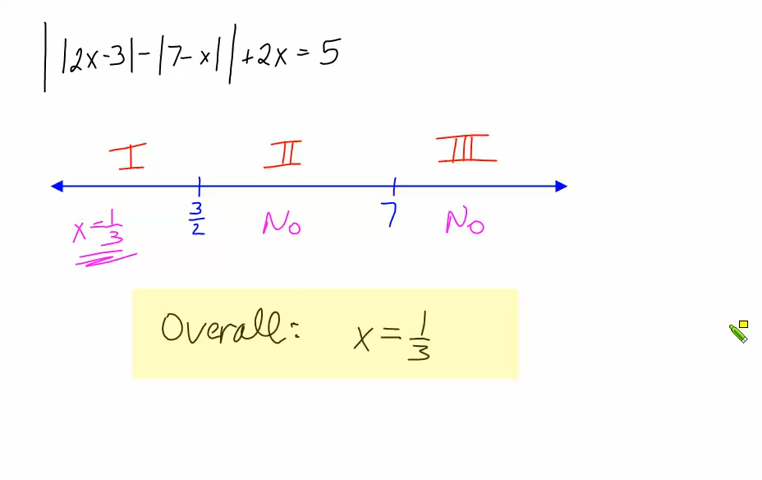 ||2x-3|-|7-x||+2x=5
I II III
3/2 7
x=1/3 No No
Overall: x=1/3